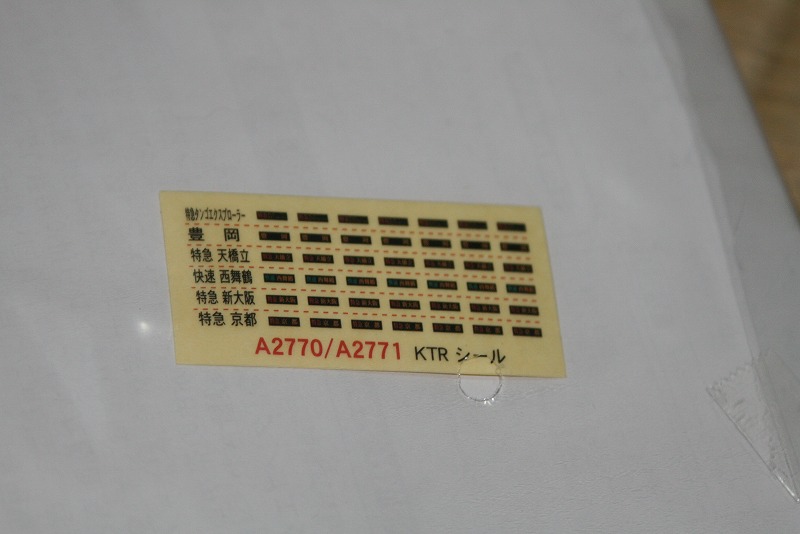 特急タンゴエクスプローラー
豊岡
特急 天橋立
快速 西舞鶴
特急 新大阪
特急 京都
A2770/A2771 KTR シール